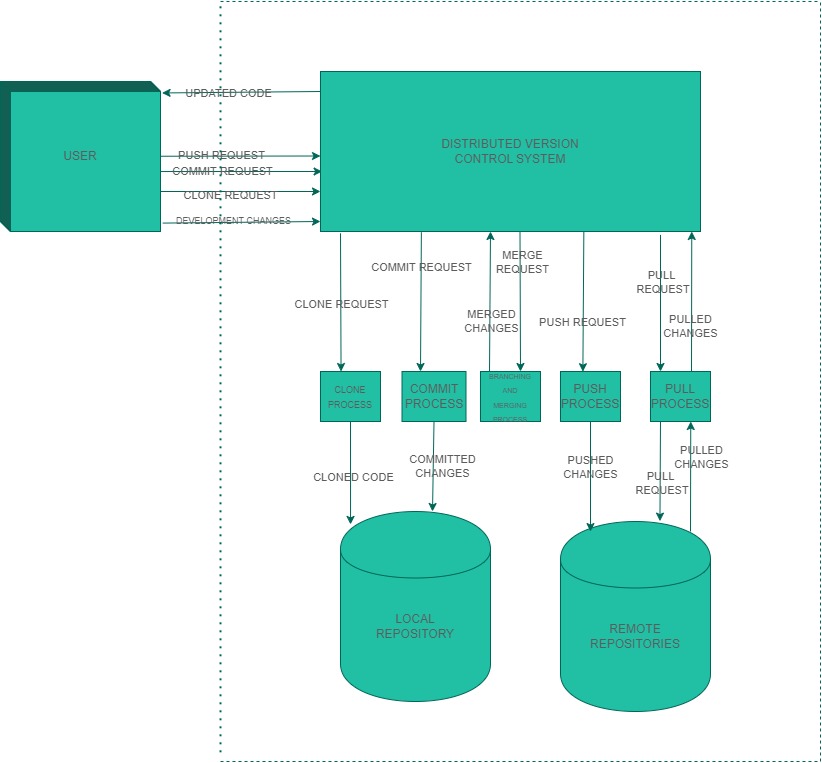 UPDATED CODE
DISTRIBUTED VERSION
CONTROL SYSTEM
USER
PUSH REQUEST
COMMIT REQUEST
CLONE REQUEST
DEVELOPMENT CHANGES
CLONE REQUEST
COMMIT REQUEST
MERGED
CHANGES
MERGE
REQUEST
PUSH REQUEST
PULL
REQUEST
PULLED
CHANGES
CLONE
PROCESS
COMMIT
PROCESS
BRANCHING
AND
MERGING
PROCESS
PUSH
PROCESS
PULL
PROCESS
CLONED CODE
COMMITTED
CHANGES
PUSHED
CHANGES
PULL
REQUEST
PULLED
CHANGES
LOCAL
REPOSITORY
REMOTE
REPOSITORIES